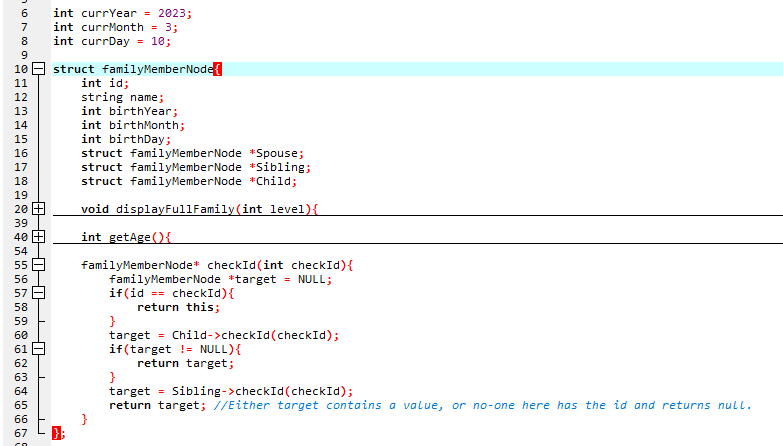 6 int currYear = 2023;
7 int currMonth = 3;
8 int currDay = 10;
9
10 struct familyMemberNode{
11 int id;
12 string name;
13 int birthYear;
14 int birthMonth;
15 int birthDay;
16 struct familyMemberNode *Spouse;
17 struct familyMemberNode *Sibling;
18 struct familyMemberNode *Child;
19
20 void displayFullFamily(int level){
39
40 int getAge(){
54
55 familyMemberNode* checkId(int checkId){
56 familyMemberNode *target = NULL;
57 if(id == checkId){
58 return this;
59 }
60 target = Child->checkId(checkId);
61 if(target != NULL){
62 return target;
63 }
64 target = Sibling->checkId(checkId);
65 return target; //Either target contains a value, or no-one here has the id and returns null.
66 }
67 };